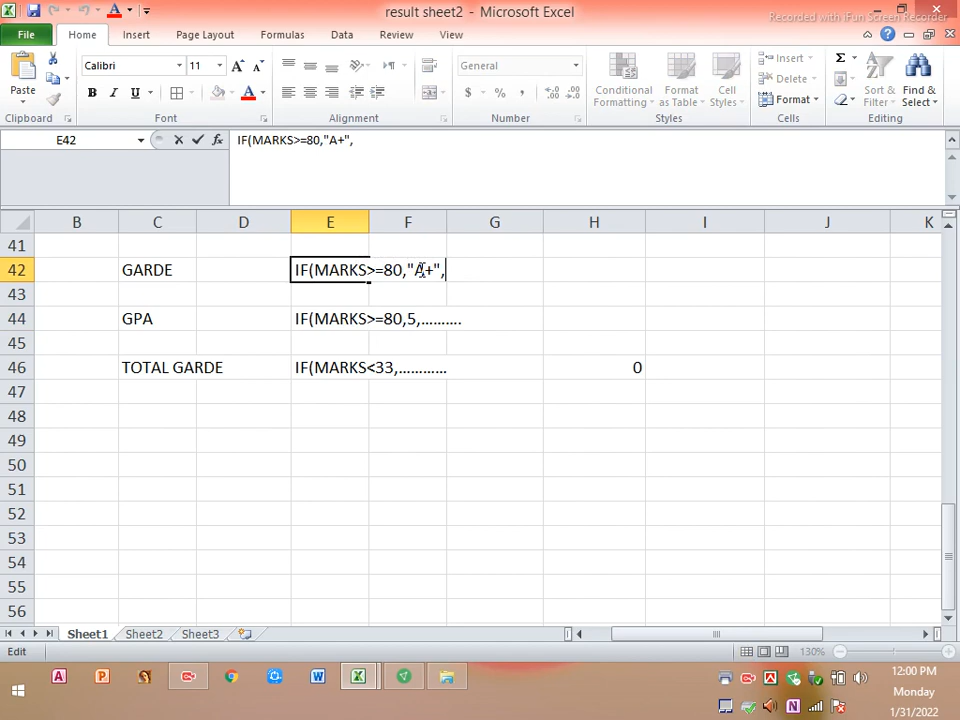 result sheet2 - Microsoft Excel
Recorded with iFun Screen Recorder
File Home Insert Page Layout Formulas Data Review View
Paste
Calibri 11
General
Conditional Formatting
Format as Table
Cell Styles
Insert
Delete
Format
Sort & Filter
Find & Select
Clipboard Font Alignment Number Styles Cells Editing
E42 fx IF(MARKS>=80,"A+",
B C D E F G H I J K
41
42 GARDE IF(MARKS>=80,"A+",
43
44 GPA IF(MARKS>=80,5,..........
45
46 TOTAL GARDE IF(MARKS<33,............ 0
47
48
49
50
51
52
53
54
55
56
Sheet1 Sheet2 Sheet3
Edit 130%
12:00 PM
Monday
1/31/2022